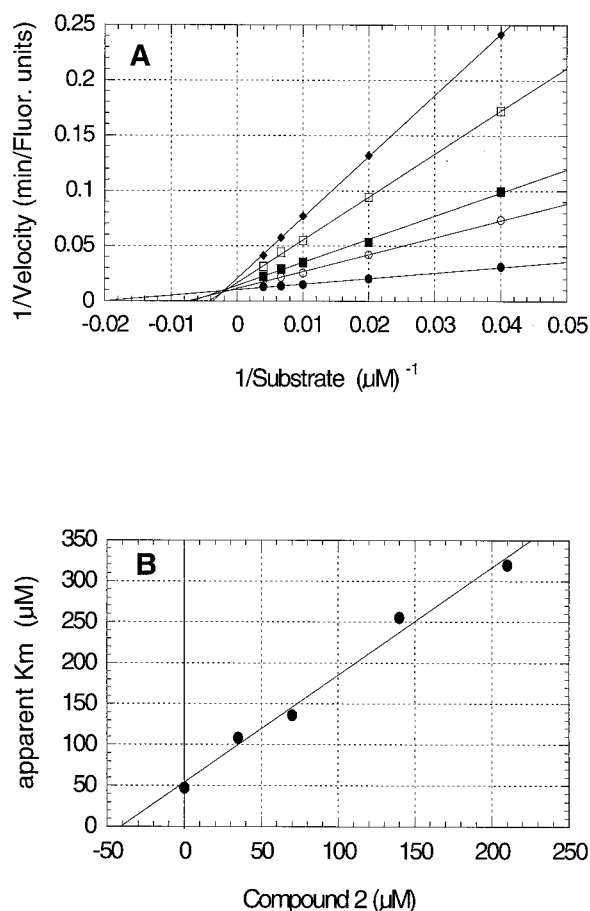 A
0.25
0.2
0.15
0.1
0.05
0
1/Velocity (min/Fluor. units)
-0.02 -0.01 0 0.01 0.02 0.03 0.04 0.05
1/Substrate (µM) -1
B
350
300
250
200
150
100
50
0
apparent Km (µM)
-50 0 50 100 150 200 250
Compound 2 (µM)